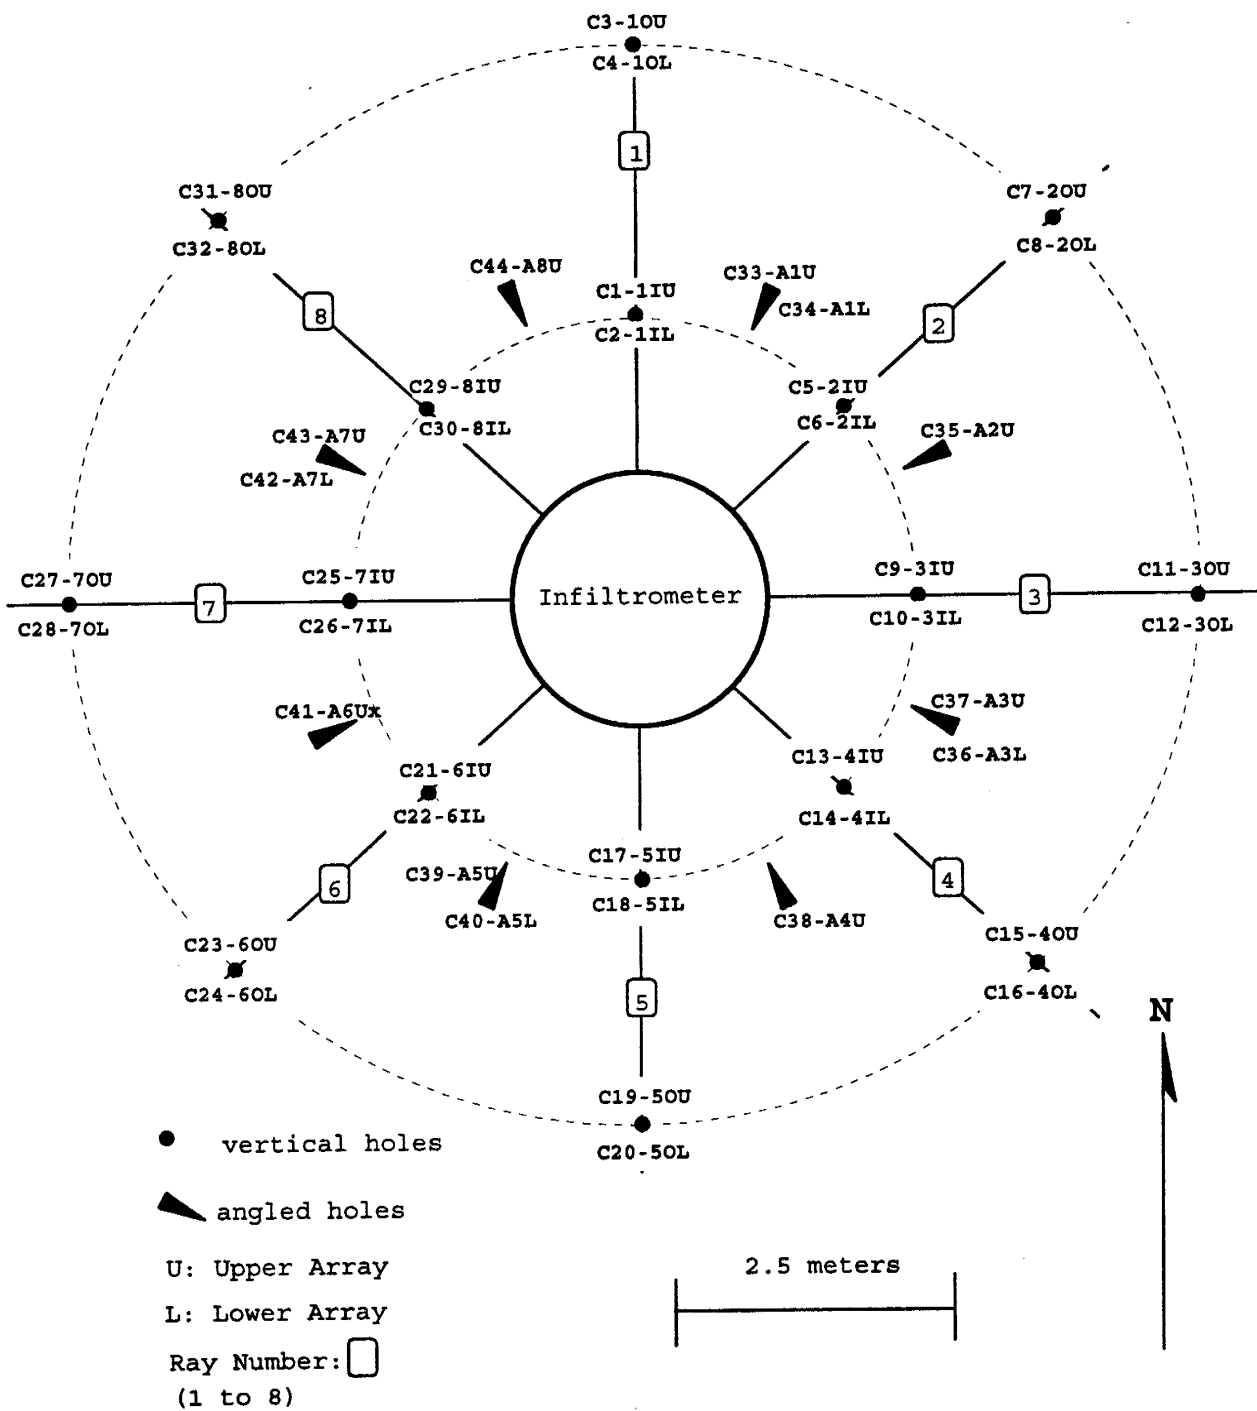 C3-1OU
C4-1OL
1
C31-8OU
C7-2OU
C32-8OL
C8-2OL
C44-A8U
C33-A1U
C1-1IU
C34-A1L
8
2
C2-1IL
C29-8IU
C5-2IU
C30-8IL
C6-2IL
C43-A7U
C35-A2U
C42-A7L
C27-7OU
C25-7IU
C9-3IU
C11-3OU
7
Infiltrometer
3
C28-7OL
C26-7IL
C10-3IL
C12-3OL
C41-A6Ux
C37-A3U
C21-6IU
C13-4IU
C36-A3L
C22-6IL
C14-4IL
C17-5IU
C39-A5U
6
4
C18-5IL
C40-A5L
C38-A4U
C23-6OU
C15-4OU
C24-6OL
5
C16-4OL
N
C19-5OU
C20-5OL
vertical holes
angled holes
U: Upper Array
2.5 meters
L: Lower Array
Ray Number:
(1 to 8)